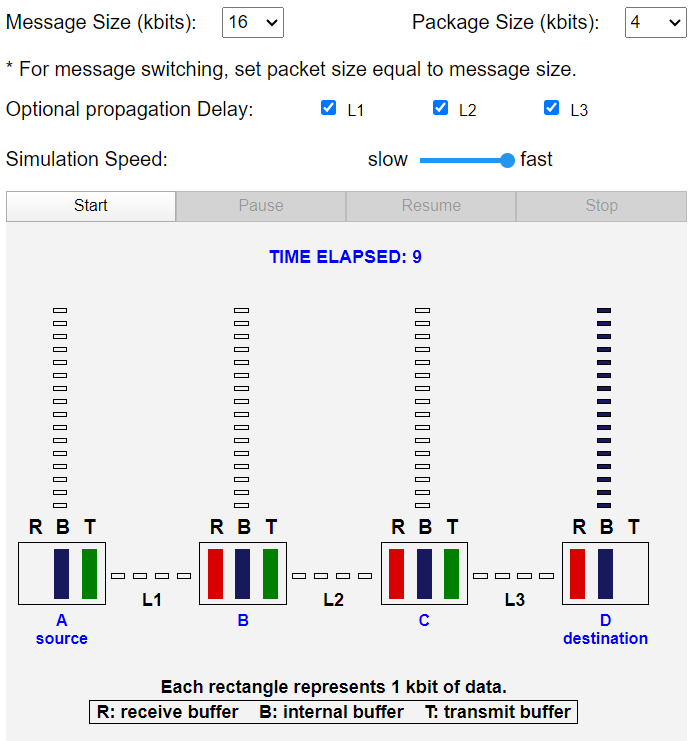 Message Size (kbits): 16 Package Size (kbits): 4
* For message switching, set packet size equal to message size.
Optional propagation Delay: L1 L2 L3
Simulation Speed: slow fast
Start Pause Resume Stop
TIME ELAPSED: 9
R B T R B T R B T R B T
L1 L2 L3
A B C D
source destination
Each rectangle represents 1 kbit of data.
R: receive buffer B: internal buffer T: transmit buffer